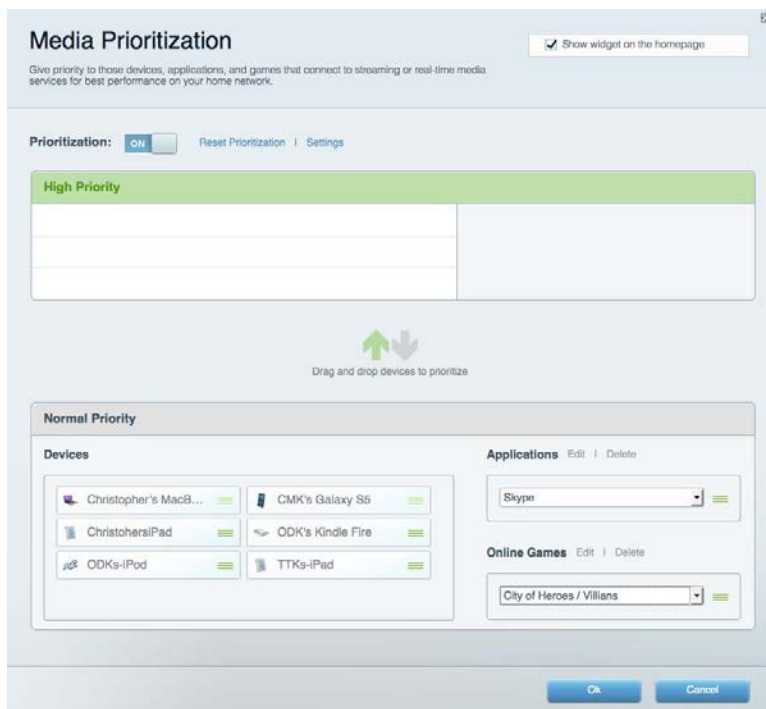 Media Prioritization
Show widget on the homepage
Give priority to those devices, applications, and games that connect to streaming or real-time media
services for best performance on your home network.
Prioritization: ON Reset Prioritization | Settings
High Priority
Drag and drop devices to prioritize
Normal Priority
Devices
Christopher's MacB...
CMK's Galaxy S5
ChristohersiPad
ODK's Kindle Fire
ODKs-iPod
TTKs-iPad
Applications Edit | Delete
Skype
Online Games Edit | Delete
City of Heroes / Villians
Ok
Cancel